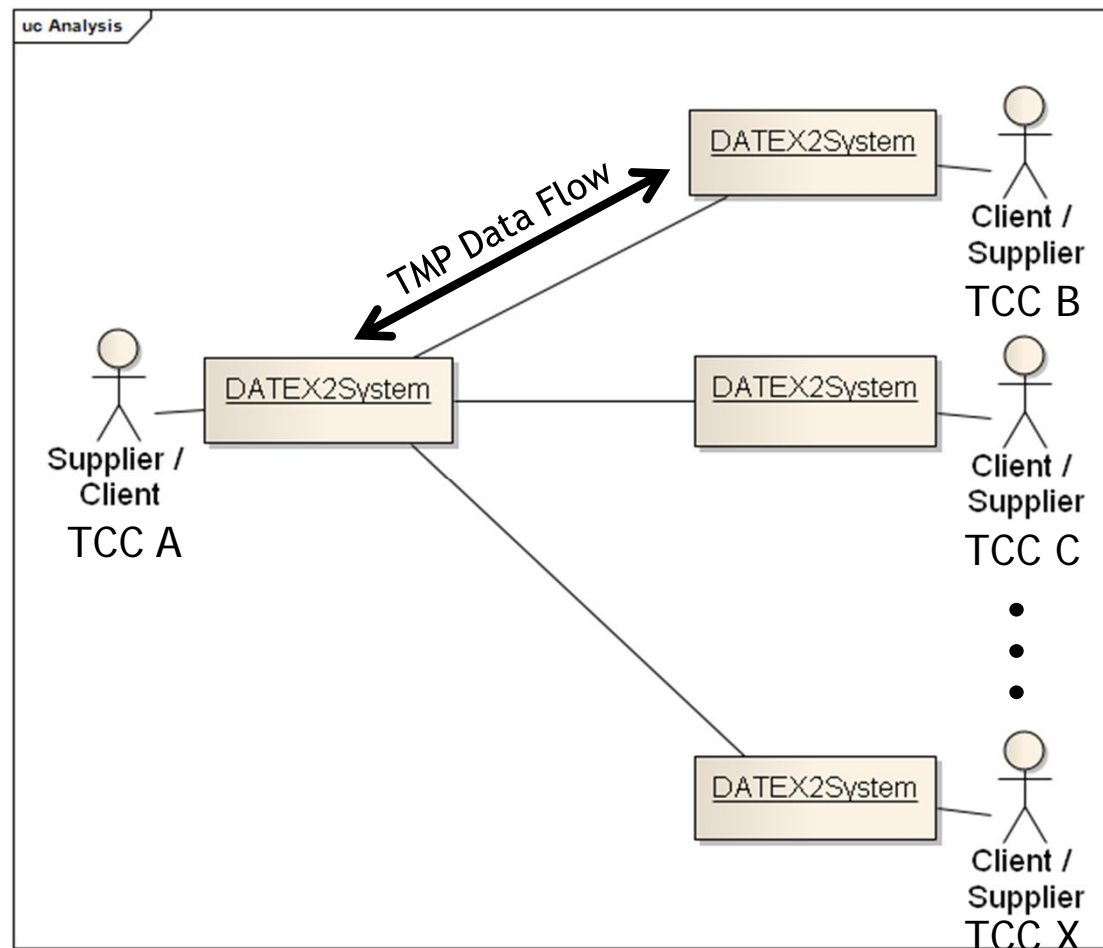 uc Analysis
DATEX2System
Client /
Supplier
TCC B
TMP Data Flow
DATEX2System
Supplier /
Client
TCC A
DATEX2System
Client /
Supplier
TCC C
DATEX2System
Client /
Supplier
TCC X